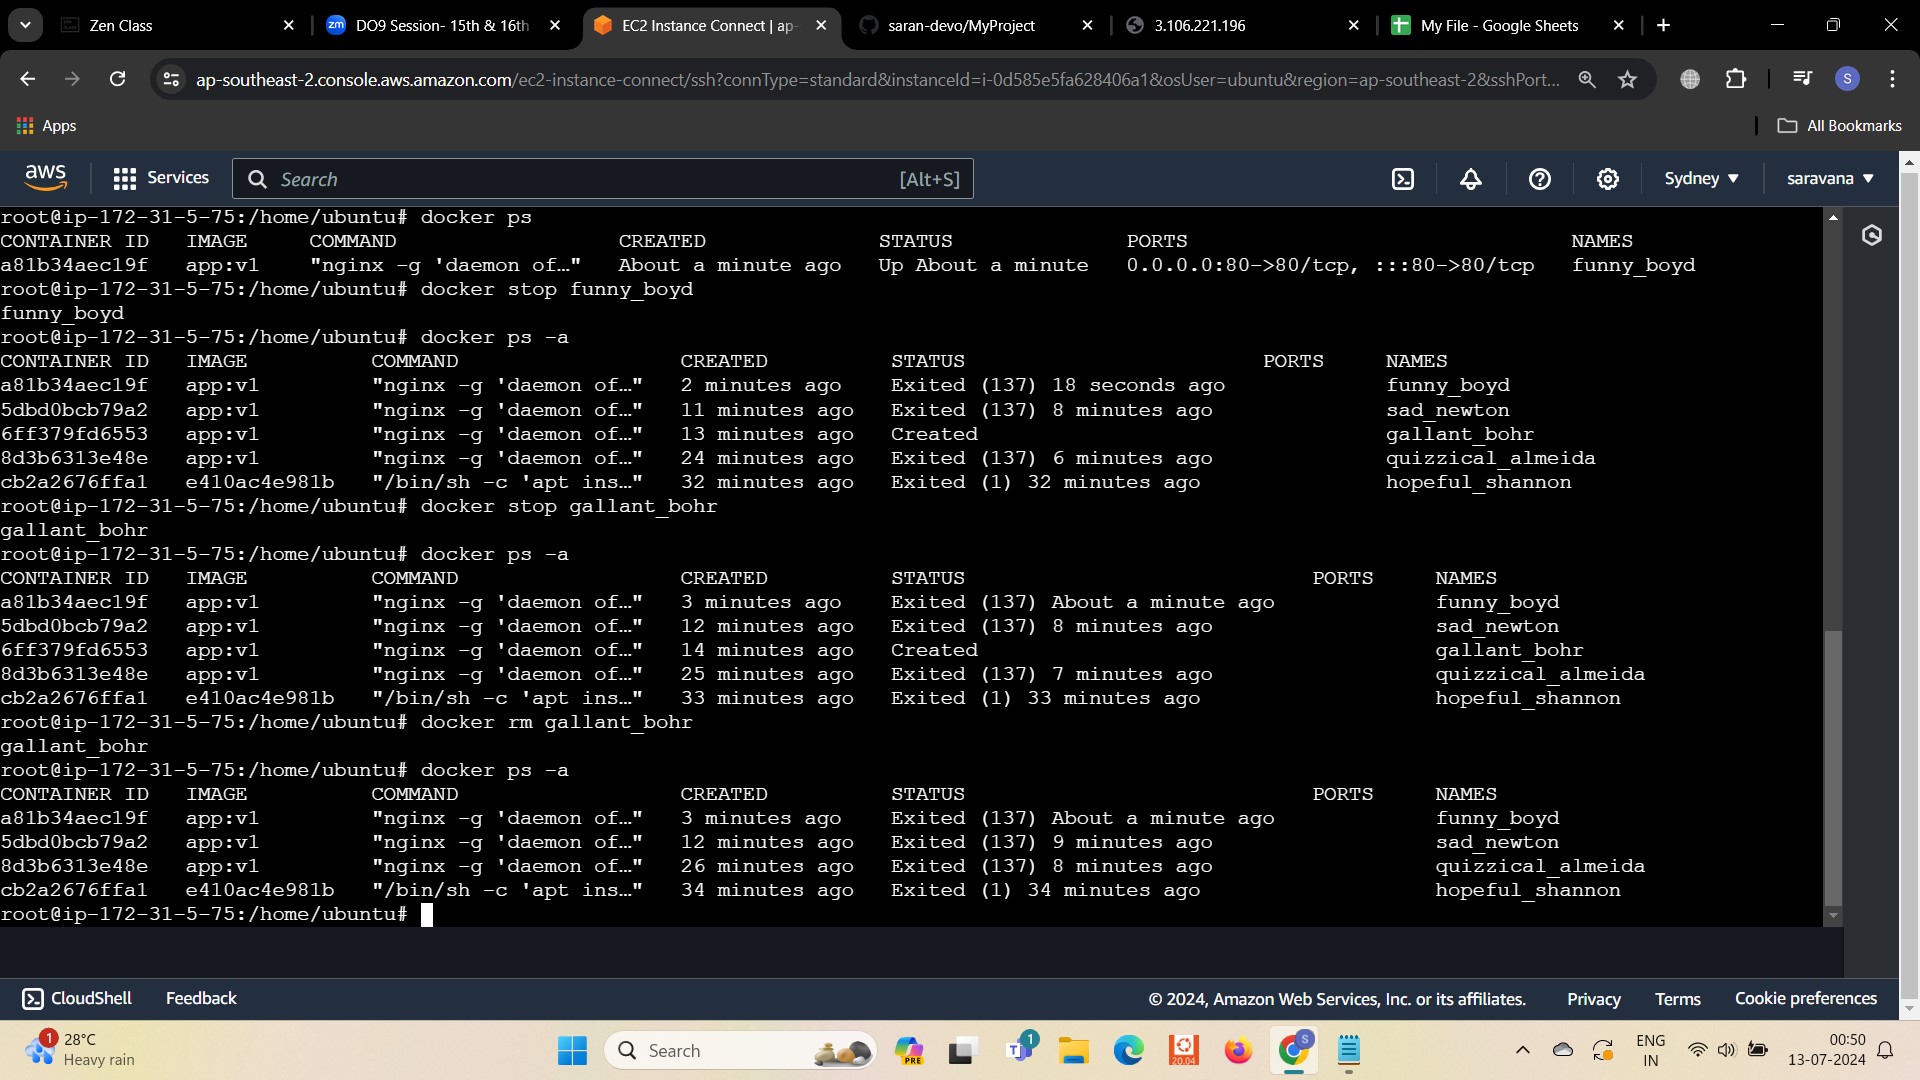 Zen Class
zm DO9 Session- 15th & 16th
EC2 Instance Connect | ap-
saran-devo/MyProject
3.106.221.196
My File - Google Sheets
ap-southeast-2.console.aws.amazon.com/ec2-instance-connect/ssh?connType=standard&instanceId=i-0d585e5fa628406a1&osUser=ubuntu&region=ap-southeast-2&sshPort...
S
Apps
All Bookmarks
aws
Services
Search
[Alt+S]
Sydney ▼
saravana ▼
root@ip-172-31-5-75:/home/ubuntu# docker ps
CONTAINER ID IMAGE COMMAND CREATED STATUS PORTS NAMES
a81b34aec19f app:v1 "nginx -g 'daemon of…" About a minute ago Up About a minute 0.0.0.0:80->80/tcp, :::80->80/tcp funny_boyd
root@ip-172-31-5-75:/home/ubuntu# docker stop funny_boyd
funny_boyd
root@ip-172-31-5-75:/home/ubuntu# docker ps -a
CONTAINER ID IMAGE COMMAND CREATED STATUS PORTS NAMES
a81b34aec19f app:v1 "nginx -g 'daemon of…" 2 minutes ago Exited (137) 18 seconds ago funny_boyd
5dbd0bcb79a2 app:v1 "nginx -g 'daemon of…" 11 minutes ago Exited (137) 8 minutes ago sad_newton
6ff379fd6553 app:v1 "nginx -g 'daemon of…" 13 minutes ago Created gallant_bohr
8d3b6313e48e app:v1 "nginx -g 'daemon of…" 24 minutes ago Exited (137) 6 minutes ago quizzical_almeida
cb2a2676ffa1 e410ac4e981b "/bin/sh -c 'apt ins…" 32 minutes ago Exited (1) 32 minutes ago hopeful_shannon
root@ip-172-31-5-75:/home/ubuntu# docker stop gallant_bohr
gallant_bohr
root@ip-172-31-5-75:/home/ubuntu# docker ps -a
CONTAINER ID IMAGE COMMAND CREATED STATUS PORTS NAMES
a81b34aec19f app:v1 "nginx -g 'daemon of…" 3 minutes ago Exited (137) About a minute ago funny_boyd
5dbd0bcb79a2 app:v1 "nginx -g 'daemon of…" 12 minutes ago Exited (137) 8 minutes ago sad_newton
6ff379fd6553 app:v1 "nginx -g 'daemon of…" 14 minutes ago Created gallant_bohr
8d3b6313e48e app:v1 "nginx -g 'daemon of…" 25 minutes ago Exited (137) 7 minutes ago quizzical_almeida
cb2a2676ffa1 e410ac4e981b "/bin/sh -c 'apt ins…" 33 minutes ago Exited (1) 33 minutes ago hopeful_shannon
root@ip-172-31-5-75:/home/ubuntu# docker rm gallant_bohr
gallant_bohr
root@ip-172-31-5-75:/home/ubuntu# docker ps -a
CONTAINER ID IMAGE COMMAND CREATED STATUS PORTS NAMES
a81b34aec19f app:v1 "nginx -g 'daemon of…" 3 minutes ago Exited (137) About a minute ago funny_boyd
5dbd0bcb79a2 app:v1 "nginx -g 'daemon of…" 12 minutes ago Exited (137) 9 minutes ago sad_newton
8d3b6313e48e app:v1 "nginx -g 'daemon of…" 26 minutes ago Exited (137) 8 minutes ago quizzical_almeida
cb2a2676ffa1 e410ac4e981b "/bin/sh -c 'apt ins…" 34 minutes ago Exited (1) 34 minutes ago hopeful_shannon
root@ip-172-31-5-75:/home/ubuntu#
CloudShell
Feedback
© 2024, Amazon Web Services, Inc. or its affiliates.
Privacy
Terms
Cookie preferences
1
28°C
Heavy rain
Search
PRE
1
20.04
S
ENG
IN
00:50
13-07-2024